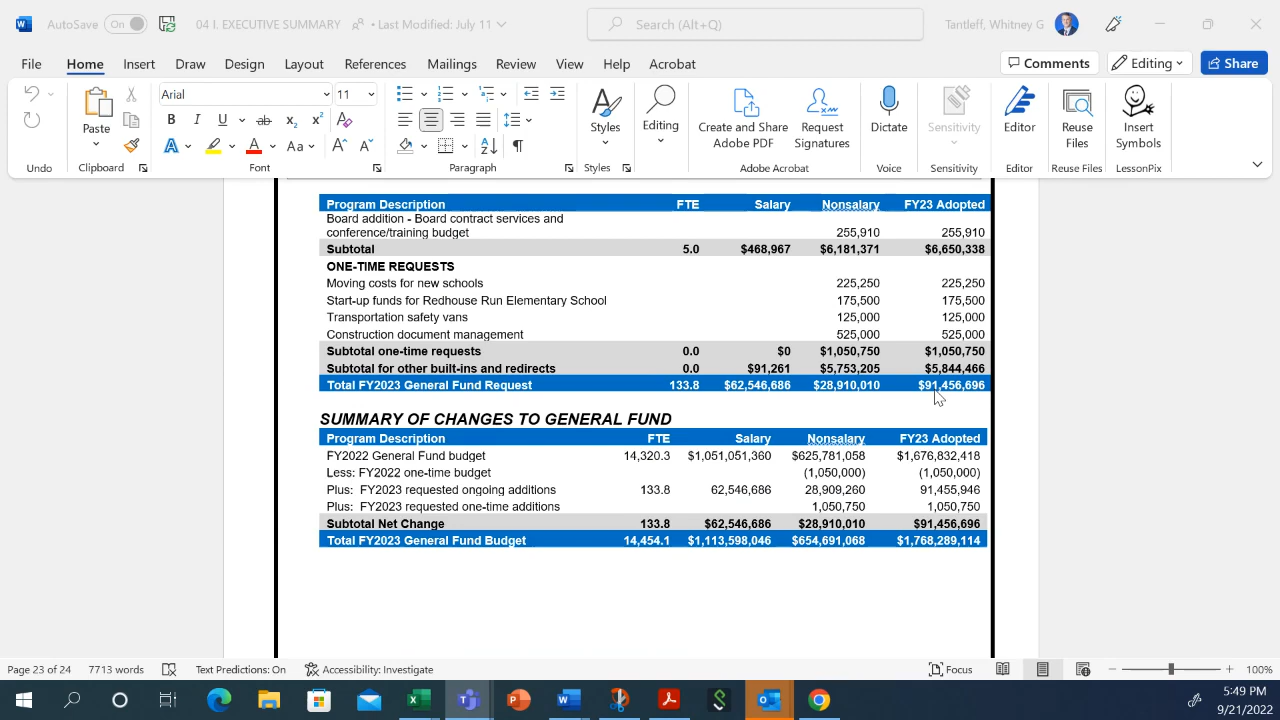 AutoSave On 04 I. EXECUTIVE SUMMARY • Last Modified: July 11 Search (Alt+Q) Tantleff, Whitney G
File Home Insert Draw Design Layout References Mailings Review View Help Acrobat Comments Editing Share
Arial 11
Paste Styles Editing Create and Share Adobe PDF Request Signatures Dictate Sensitivity Editor Reuse Files Insert Symbols
Undo Clipboard Font Paragraph Styles Adobe Acrobat Voice Sensitivity Editor Reuse Files LessonPix
Program Description FTE Salary Nonsalary FY23 Adopted
Board addition - Board contract services and
conference/training budget 255,910 255,910
Subtotal 5.0 $468,967 $6,181,371 $6,650,338
ONE-TIME REQUESTS
Moving costs for new schools 225,250 225,250
Start-up funds for Redhouse Run Elementary School 175,500 175,500
Transportation safety vans 125,000 125,000
Construction document management 525,000 525,000
Subtotal one-time requests 0.0 $0 $1,050,750 $1,050,750
Subtotal for other built-ins and redirects 0.0 $91,261 $5,753,205 $5,844,466
Total FY2023 General Fund Request 133.8 $62,546,686 $28,910,010 $91,456,696
SUMMARY OF CHANGES TO GENERAL FUND
Program Description FTE Salary Nonsalary FY23 Adopted
FY2022 General Fund budget 14,320.3 $1,051,051,360 $625,781,058 $1,676,832,418
Less: FY2022 one-time budget (1,050,000) (1,050,000)
Plus: FY2023 requested ongoing additions 133.8 62,546,686 28,909,260 91,455,946
Plus: FY2023 requested one-time additions 1,050,750 1,050,750
Subtotal Net Change 133.8 $62,546,686 $28,910,010 $91,456,696
Total FY2023 General Fund Budget 14,454.1 $1,113,598,046 $654,691,068 $1,768,289,114
Page 23 of 24 7713 words Text Predictions: On Accessibility: Investigate Focus 100%
5:49 PM
9/21/2022